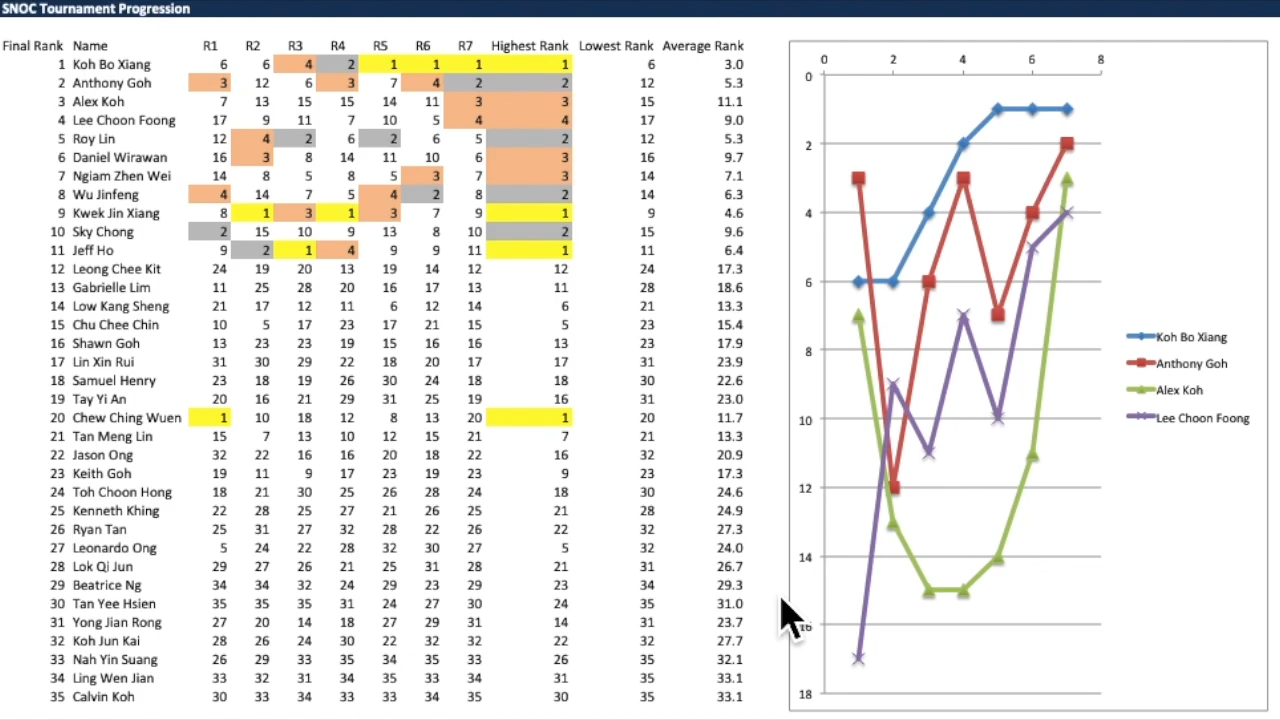 SNOC Tournament Progression
Final Rank Name R1 R2 R3 R4 R5 R6 R7 Highest Rank Lowest Rank Average Rank
1 Koh Bo Xiang 6 6 4 2 1 1 1 1 6 3.0
2 Anthony Goh 3 12 6 3 7 4 2 2 12 5.3
3 Alex Koh 7 13 15 15 14 11 3 3 15 11.1
4 Lee Choon Foong 17 9 11 7 10 5 4 4 17 9.0
5 Roy Lin 12 4 2 6 2 6 5 2 12 5.3
6 Daniel Wirawan 16 3 8 14 11 10 6 3 16 9.7
7 Ngiam Zhen Wei 14 8 5 8 5 3 7 3 14 7.1
8 Wu Jinfeng 4 14 7 5 4 2 8 2 14 6.3
9 Kwek Jin Xiang 8 1 3 1 3 7 9 1 9 4.6
10 Sky Chong 2 15 10 9 13 8 10 2 15 9.6
11 Jeff Ho 9 2 1 4 9 9 11 1 11 6.4
12 Leong Chee Kit 24 19 20 13 19 14 12 12 24 17.3
13 Gabrielle Lim 11 25 28 20 16 17 13 11 28 18.6
14 Low Kang Sheng 21 17 12 11 6 12 14 6 21 13.3
15 Chu Chee Chin 10 5 17 23 17 21 15 5 23 15.4
16 Shawn Goh 13 23 23 19 15 16 16 13 23 17.9
17 Lin Xin Rui 31 30 29 22 18 20 17 17 31 23.9
18 Samuel Henry 23 18 19 26 30 24 18 18 30 22.6
19 Tay Yi An 20 16 21 29 31 25 19 16 31 23.0
20 Chew Ching Wuen 1 10 18 12 8 13 20 1 20 11.7
21 Tan Meng Lin 15 7 13 10 12 15 21 7 21 13.3
22 Jason Ong 32 22 16 16 20 18 22 16 32 20.9
23 Keith Goh 19 11 9 17 23 19 23 9 23 17.3
24 Toh Choon Hong 18 21 30 25 26 28 24 18 30 24.6
25 Kenneth Khing 22 28 25 27 21 26 25 21 28 24.9
26 Ryan Tan 25 31 27 32 28 22 26 22 32 27.3
27 Leonardo Ong 5 24 22 28 32 30 27 5 32 24.0
28 Lok Qi Jun 29 27 26 21 25 31 28 21 31 26.7
29 Beatrice Ng 34 34 32 24 29 23 29 23 34 29.3
30 Tan Yee Hsien 35 35 35 31 24 27 30 24 35 31.0
31 Yong Jian Rong 27 20 14 18 27 29 31 14 31 23.7
32 Koh Jun Kai 28 26 24 30 22 32 32 22 32 27.7
33 Nah Yin Suang 26 29 33 35 34 35 33 26 35 32.1
34 Ling Wen Jian 33 32 31 34 35 33 34 31 35 33.1
35 Calvin Koh 30 33 34 33 33 34 35 30 35 33.1
0 2 4 6 8
0
2
4
6
8
10
12
14
16
18
Koh Bo Xiang
Anthony Goh
Alex Koh
Lee Choon Foong